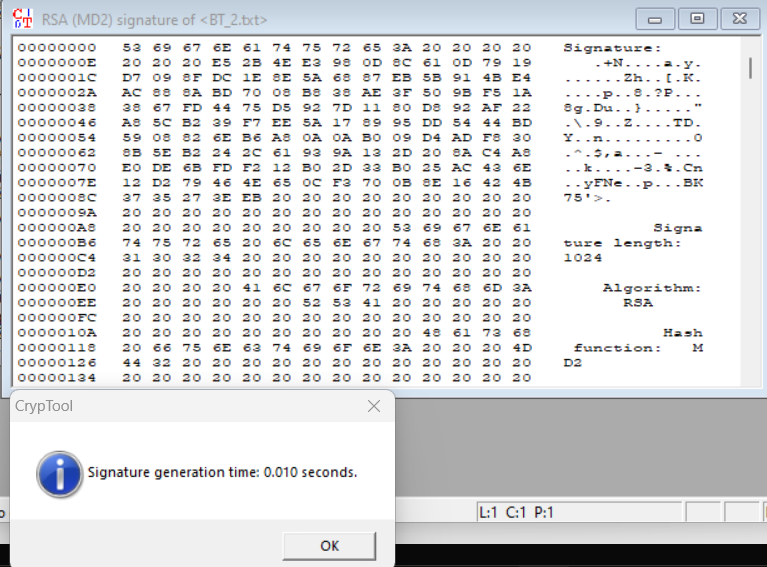 RSA (MD2) signature of <BT_2.txt>
00000000 53 69 67 6E 61 74 75 72 65 3A 20 20 20 20 Signature:
0000000E 20 20 20 E5 2B 4E E3 98 0D 8C 61 0D 79 19 .+N....a.y.
0000001C D7 09 8F DC 1E 8E 5A 68 87 EB 5B 91 4B E4 ......Zh..[.K.
0000002A AC 88 8A BD 70 08 B8 38 AE 3F 50 9B F5 1A ....p..8.?P...
00000038 38 67 FD 44 75 D5 92 7D 11 80 D8 92 AF 22 8g.Du..}....."
00000046 A8 5C B2 39 F7 EE 5A 17 89 95 DD 54 44 BD .\.9..Z....TD.
00000054 59 08 82 6E B6 A8 0A 0A B0 09 D4 AD F8 30 Y..n.........0
00000062 8B 5E B2 24 2C 61 93 9A 13 2D 20 8A C4 A8 .^.$,a...- ...
00000070 E0 DE 6B FD F2 12 B0 2D 33 B0 25 AC 43 6E ..k....-3.%.Cn
0000007E 12 D2 79 46 4E 65 0C F3 70 0B 8E 16 42 4B ..yFNe..p...BK
0000008C 37 35 27 3E EB 20 20 20 20 20 20 20 20 20 75'>.
0000009A 20 20 20 20 20 20 20 20 20 20 20 20 20 20
000000A8 20 20 20 20 20 20 20 20 20 53 69 67 6E 61 Signa
000000B6 74 75 72 65 20 6C 65 6E 67 74 68 3A 20 20 ture length:
000000C4 31 30 32 34 20 20 20 20 20 20 20 20 20 20 1024
000000D2 20 20 20 20 20 20 20 20 20 20 20 20 20 20
000000E0 20 20 20 20 41 6C 67 6F 72 69 74 68 6D 3A Algorithm:
000000EE 20 20 20 20 20 20 52 53 41 20 20 20 20 20 RSA
000000FC 20 20 20 20 20 20 20 20 20 20 20 20 20 20
0000010A 20 20 20 20 20 20 20 20 20 20 48 61 73 68 Hash
00000118 20 66 75 6E 63 74 69 6F 6E 3A 20 20 20 4D function: M
00000126 44 32 20 20 20 20 20 20 20 20 20 20 20 20 D2
00000134 20 20 20 20 20 20 20 20 20 20 20 20 20 20
CrypTool
Signature generation time: 0.010 seconds.
OK
L:1 C:1 P:1